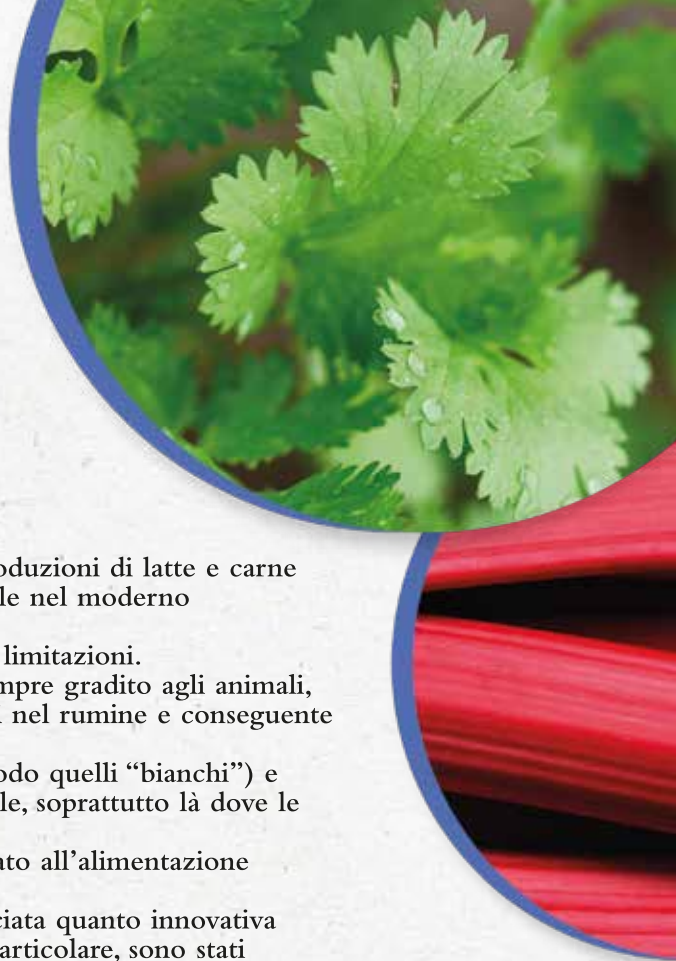 oduzioni di latte e carne
le nel moderno
limitazioni.
mpre gradito agli animali,
nel rumine e conseguente
odo quelli “bianchi”) e
le, soprattutto là dove le
ato all’alimentazione
ciata quanto innovativa
articolare, sono stati